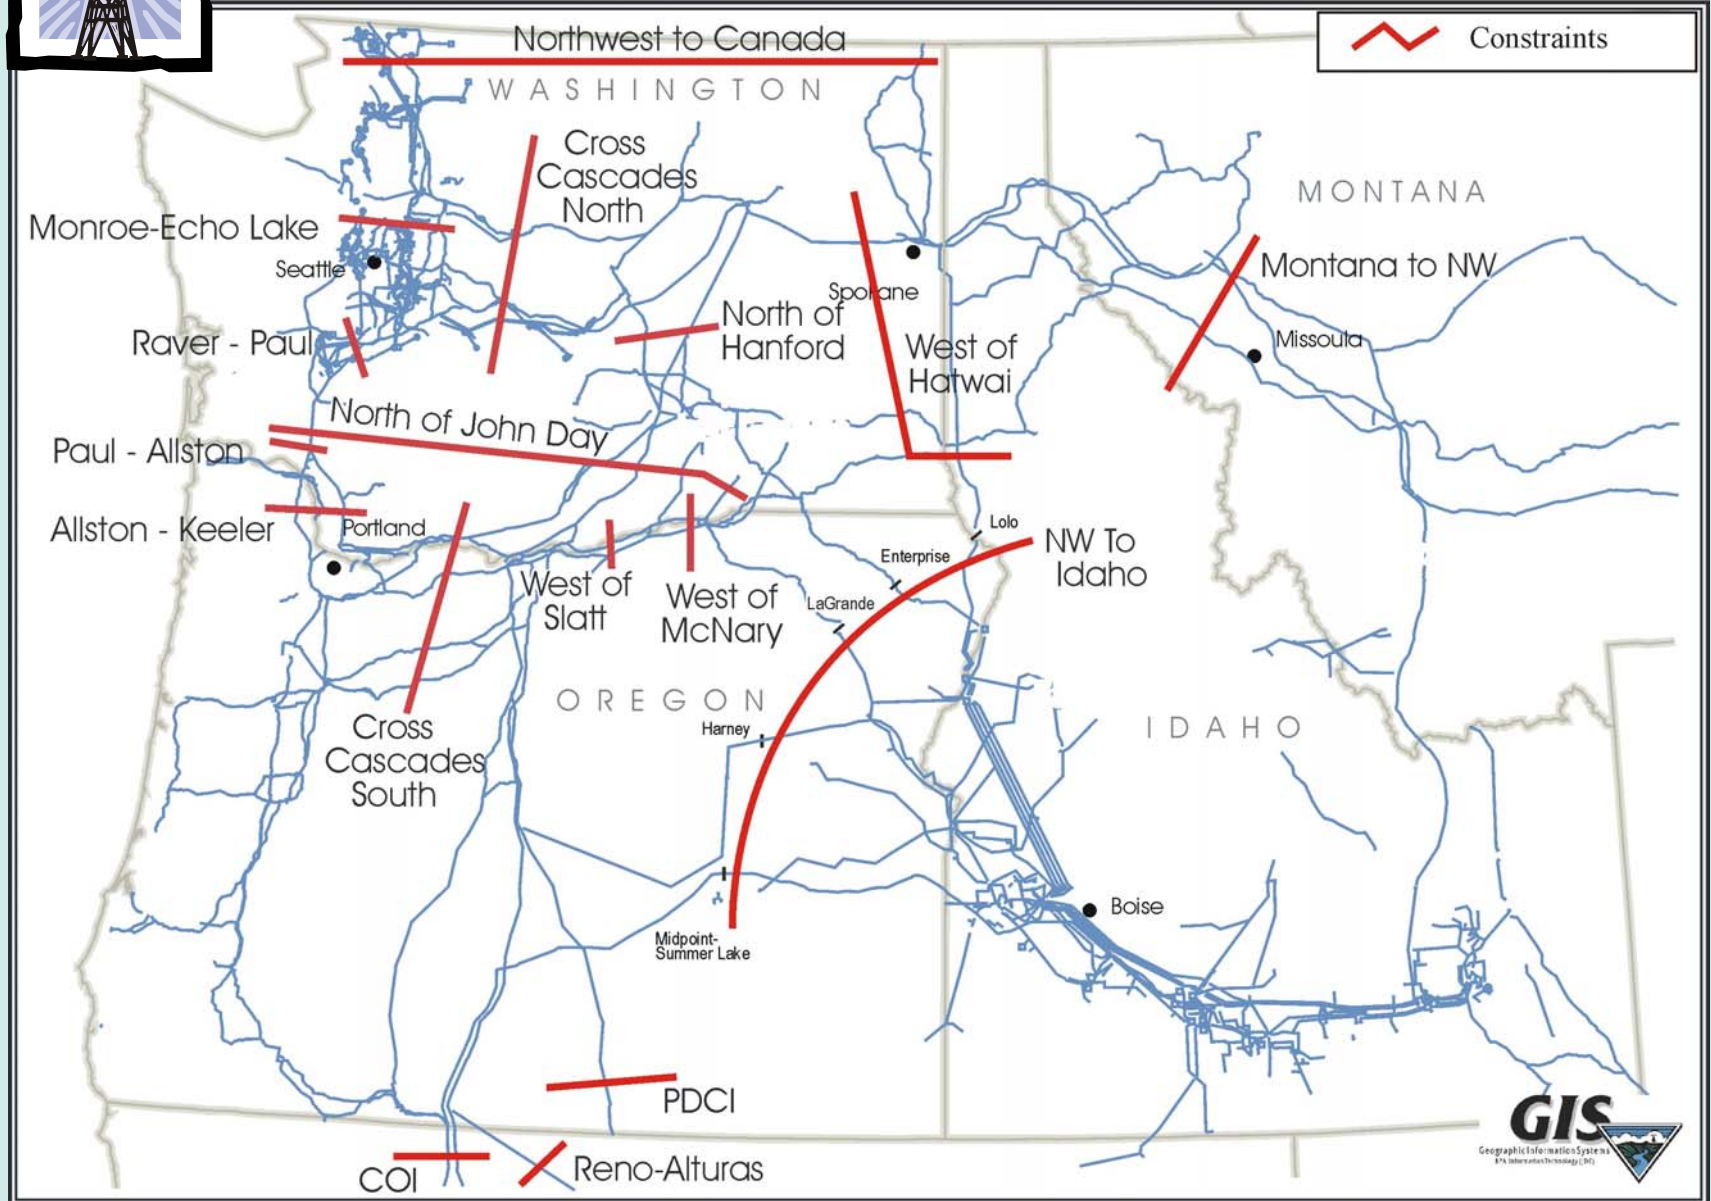 Constraints
Northwest to Canada
WASHINGTON
Cross
Cascades
North
MONTANA
Monroe-Echo Lake
Seattle
Montana to NW
Spokane
North of
Hanford
Raver - Paul
West of
Hatwai
Missoula
North of John Day
Paul - Allston
Allston - Keeler
Portland
Lolo
NW To
Idaho
Enterprise
LaGrande
West of
Slatt
West of
McNary
OREGON
Harney
IDAHO
Cross
Cascades
South
Boise
Midpoint-
Summer Lake
PDCI
COI
Reno-Alturas
GIS
Geographic Information Systems